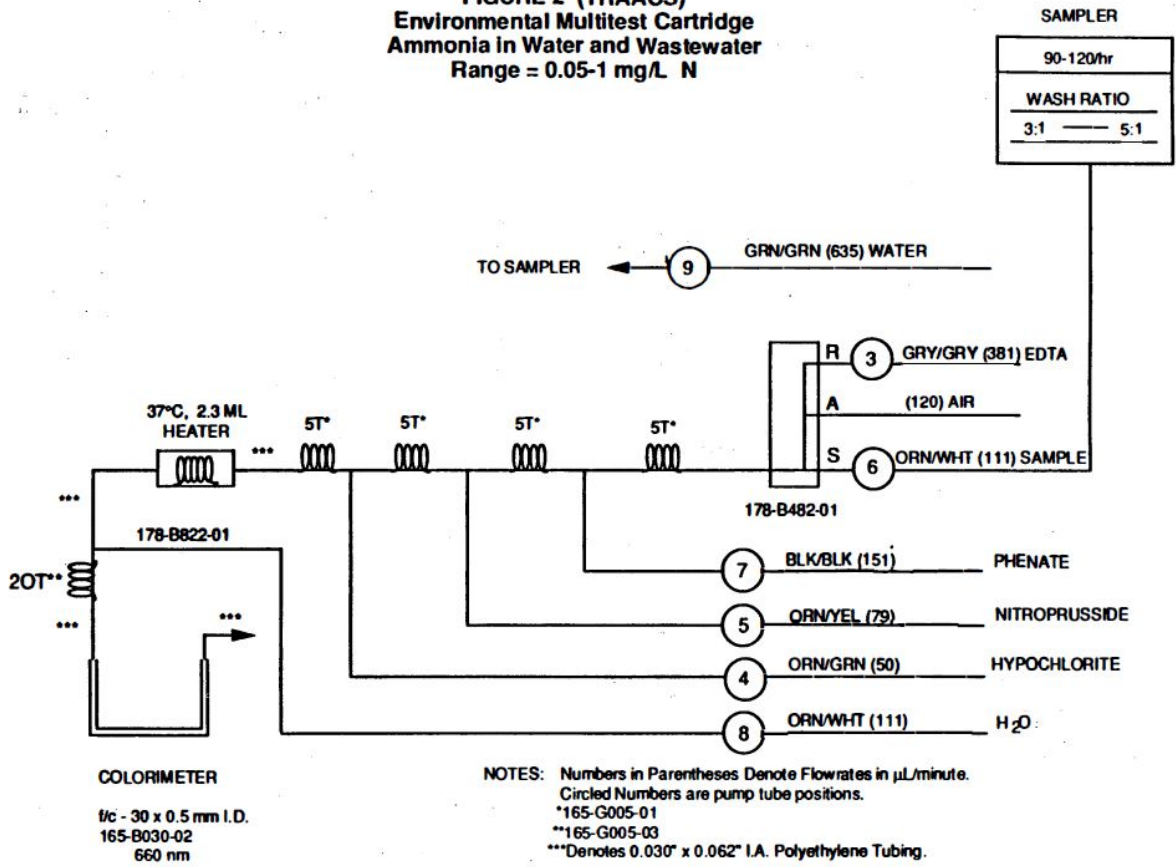 FIGURE 2 (TRAACS)
Environmental Multitest Cartridge
Ammonia in Water and Wastewater
Range = 0.05-1 mg/L N
SAMPLER
90-120/hr
WASH RATIO
3:1 — 5:1
TO SAMPLER
9
GRN/GRN (635) WATER
R
3
GRY/GRY (381) EDTA
A
(120) AIR
S
6
ORN/WHT (111) SAMPLE
178-B482-01
37°C, 2.3 ML
HEATER
***
5T*
5T*
5T*
5T*
***
178-B822-01
2OT**
***
***
7
BLK/BLK (151)
PHENATE
5
ORN/YEL (79)
NITROPRUSSIDE
4
ORN/GRN (50)
HYPOCHLORITE
8
ORN/WHT (111)
H2O
COLORIMETER
f/c - 30 x 0.5 mm I.D.
165-B030-02
660 nm
NOTES: Numbers in Parentheses Denote Flowrates in µL/minute.
Circled Numbers are pump tube positions.
*165-G005-01
**165-G005-03
***Denotes 0.030" x 0.062" I.A. Polyethylene Tubing.